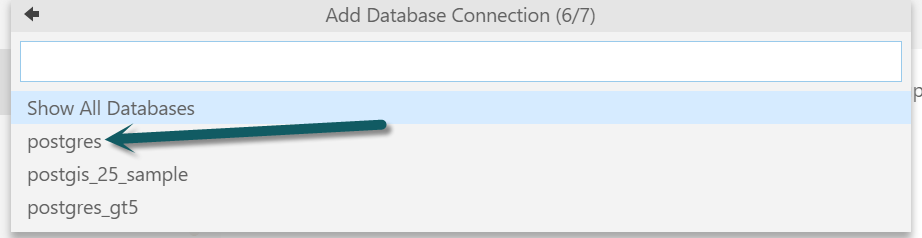 Add Database Connection (6/7)
Show All Databases
postgres
postgis_25_sample
postgres_gt5